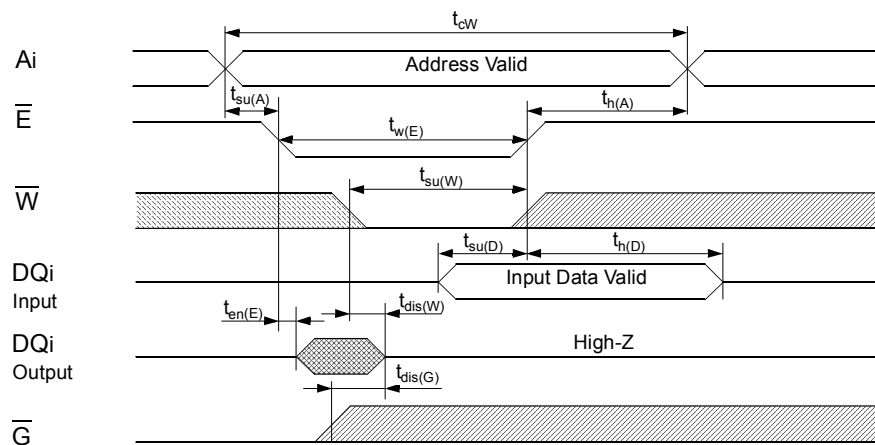 t_cW
Ai
Address Valid
t_su(A)
t_h(A)
E̅
t_w(E)
t_su(W)
W̅
t_su(D)
t_h(D)
DQi
Input Data Valid
Input
t_en(E)
t_dis(W)
DQi
High-Z
Output
t_dis(G)
G̅